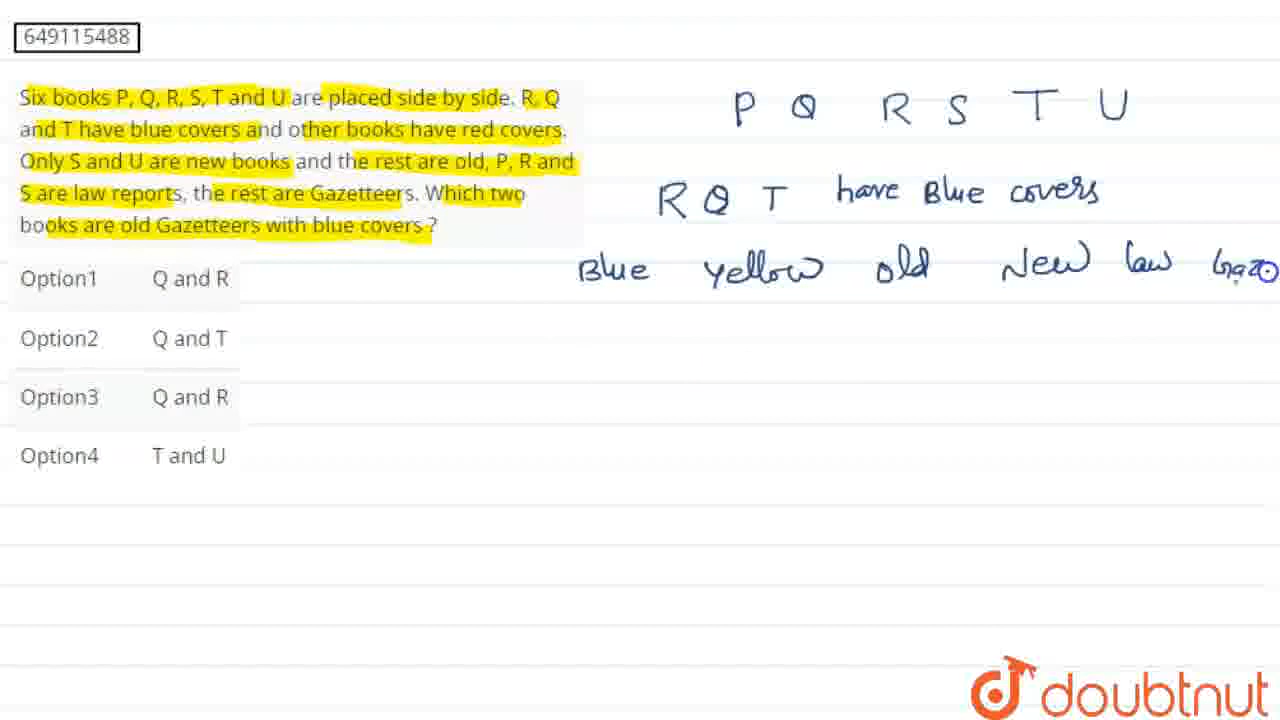 649115488
Six books P, Q, R, S, T and U are placed side by side. R, Q
and T have blue covers and other books have red covers.
Only S and U are new books and the rest are old, P, R and
S are law reports, the rest are Gazetteers. Which two
books are old Gazetteers with blue covers ?
Option1 Q and R
Option2 Q and T
Option3 Q and R
Option4 T and U
P Q R S T U
R Q T have Blue covers
Blue yellow old New law Gaze
doubtnut